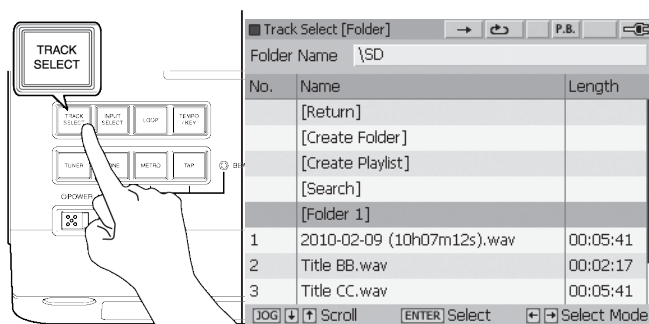 TRACK
SELECT
TRACK
SELECT
INPUT
SELECT
LOOP
TEMPO
/KEY
TUNER
METRO
TAP
POWER
Track Select [Folder] P.B.
Folder Name \SD
No. Name Length
[Return]
[Create Folder]
[Create Playlist]
[Search]
[Folder 1]
1 2010-02-09 (10h07m12s).wav 00:05:41
2 Title BB.wav 00:02:17
3 Title CC.wav 00:05:41
JOG ↓ ↑ Scroll ENTER Select ← → Select Mode